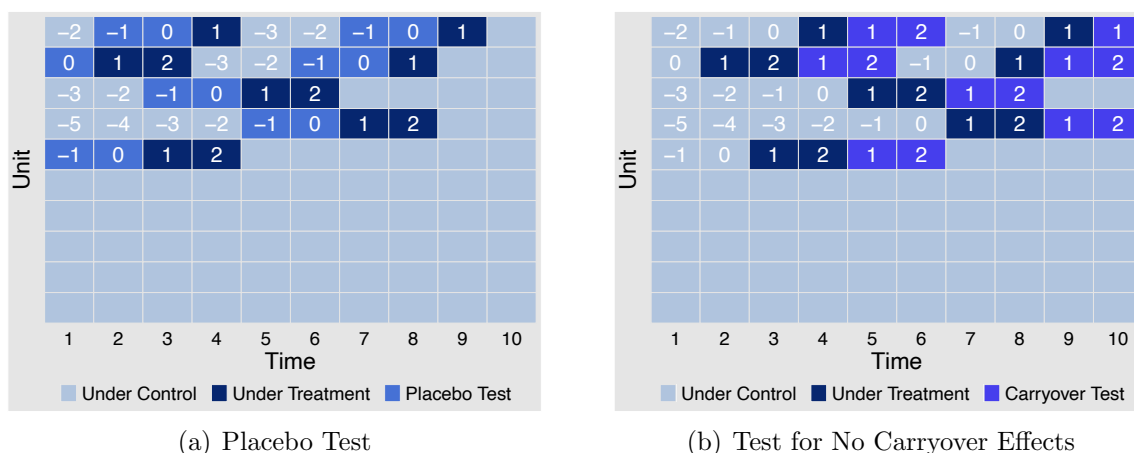 −2 −1 0 1 −3 −2 −1 0 1
0 1 2 −3 −2 −1 0 1
−3 −2 −1 0 1 2
−5 −4 −3 −2 −1 0 1 2
−1 0 1 2
Unit
1 2 3 4 5 6 7 8 9 10
Time
Under Control Under Treatment Placebo Test
(a) Placebo Test
−2 −1 0 1 1 2 −1 0 1 1
0 1 2 1 2 −1 0 1 1 2
−3 −2 −1 0 1 2 1 2
−5 −4 −3 −2 −1 0 1 2 1 2
−1 0 1 2 1 2
Unit
1 2 3 4 5 6 7 8 9 10
Time
Under Control Under Treatment Carryover Test
(b) Test for No Carryover Effects